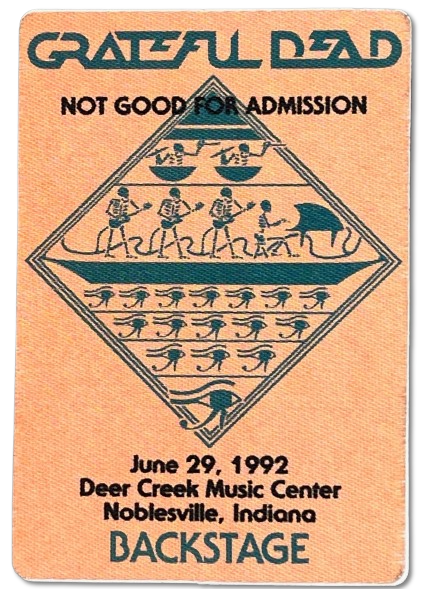 GRATEFUL DEAD
NOT GOOD FOR ADMISSION
June 29, 1992
Deer Creek Music Center
Noblesville, Indiana
BACKSTAGE